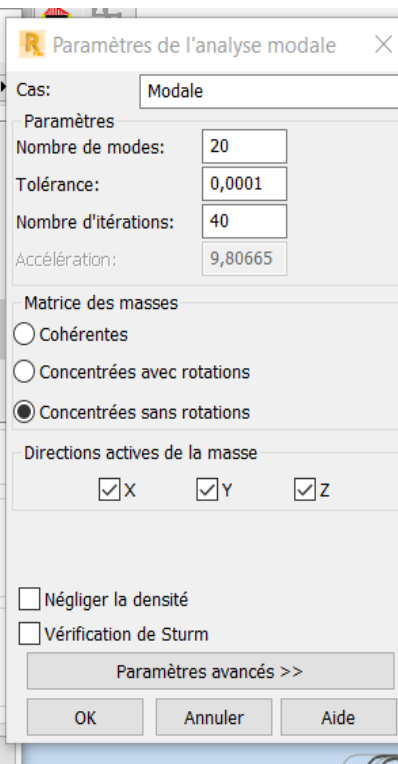 Paramètres de l'analyse modale
Cas: Modale
Paramètres
Nombre de modes: 20
Tolérance: 0,0001
Nombre d'itérations: 40
Accélération: 9,80665
Matrice des masses
Cohérentes
Concentrées avec rotations
Concentrées sans rotations
Directions actives de la masse
X Y Z
Négliger la densité
Vérification de Sturm
Paramètres avancés >>
OK Annuler Aide